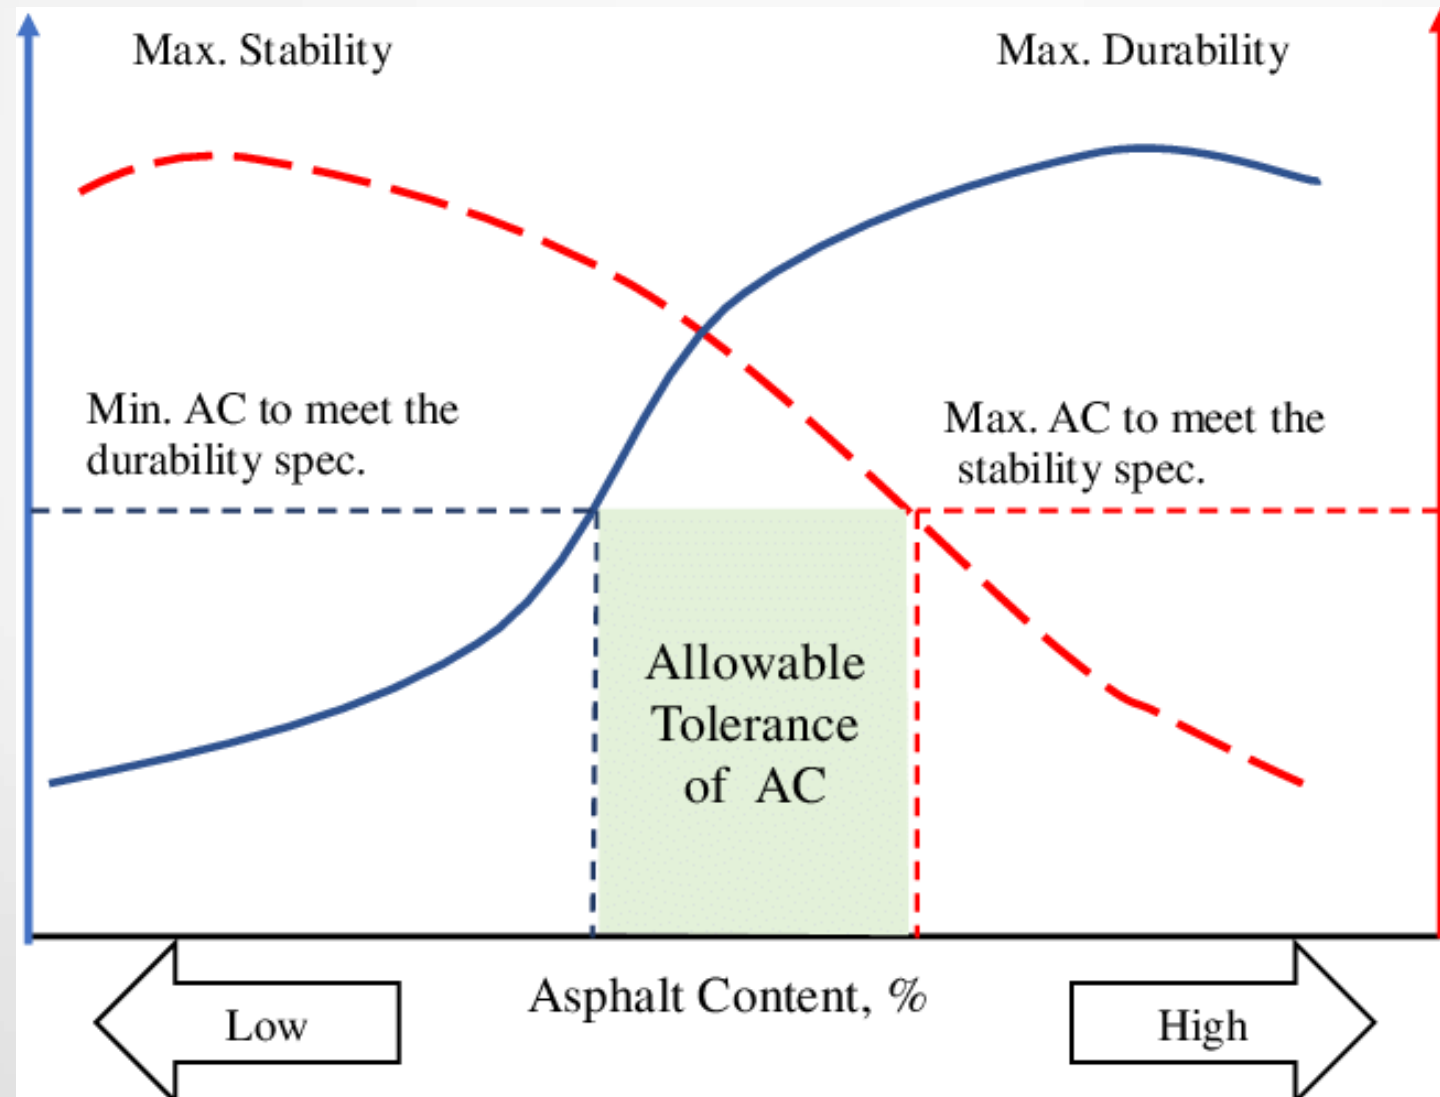 Max. Stability
Max. Durability
Min. AC to meet the
durability spec.
Max. AC to meet the
stability spec.
Allowable
Tolerance
of AC
Asphalt Content, %
Low
High